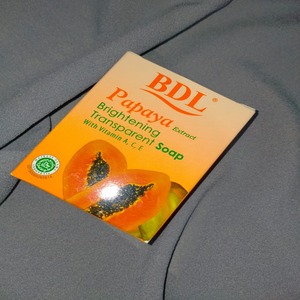 BDL ®
Papaya Extract
Brightening
Transparent Soap
With Vitamin A, C, E